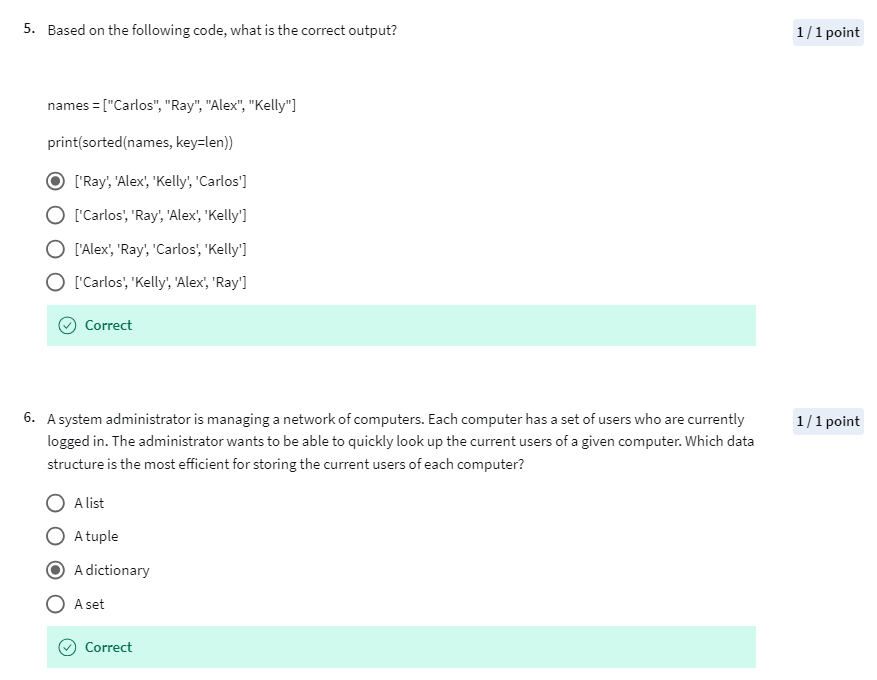 5. Based on the following code, what is the correct output?
1 / 1 point
names = ["Carlos", "Ray", "Alex", "Kelly"]
print(sorted(names, key=len))
['Ray', 'Alex', 'Kelly', 'Carlos']
['Carlos', 'Ray', 'Alex', 'Kelly']
['Alex', 'Ray', 'Carlos', 'Kelly']
['Carlos', 'Kelly', 'Alex', 'Ray']
Correct
6. A system administrator is managing a network of computers. Each computer has a set of users who are currently
1 / 1 point
logged in. The administrator wants to be able to quickly look up the current users of a given computer. Which data
structure is the most efficient for storing the current users of each computer?
A list
A tuple
A dictionary
A set
Correct